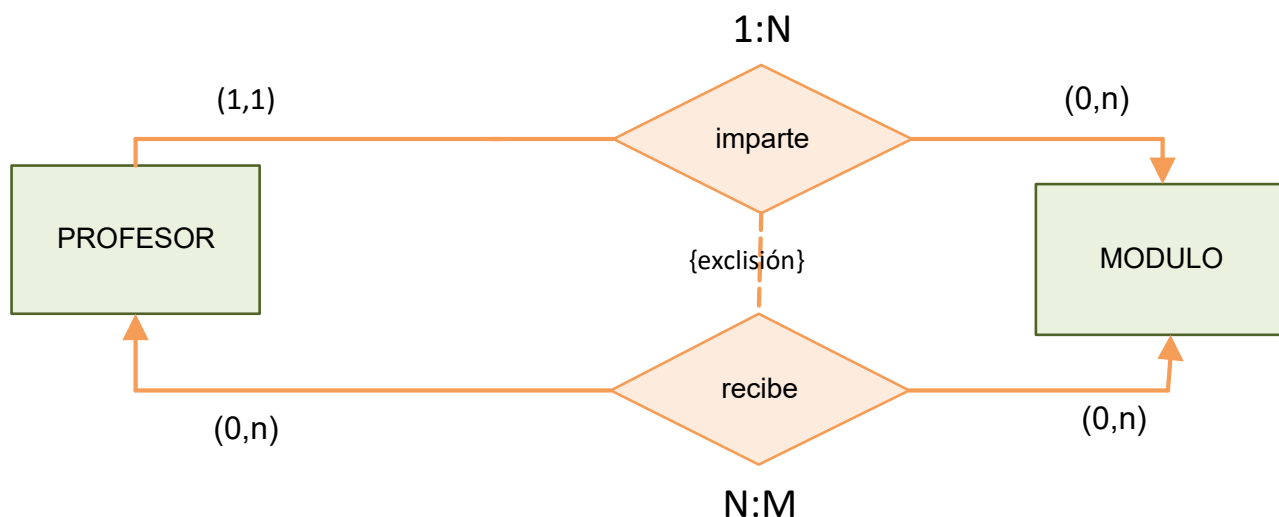 1:N
(1,1)
(0,n)
imparte
PROFESOR
{exclisión}
MODULO
recibe
(0,n)
(0,n)
N:M